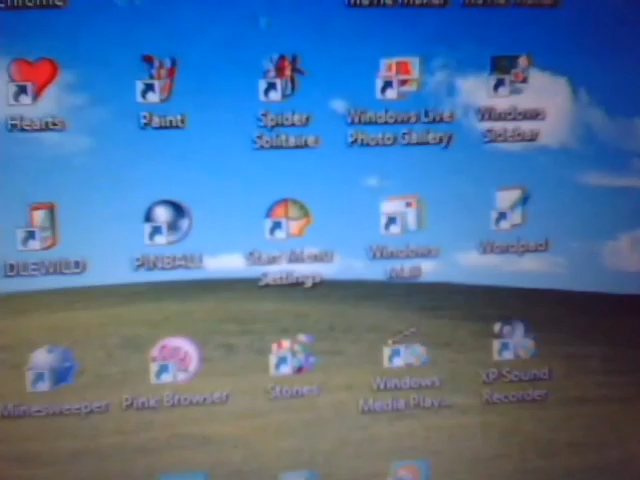 Hearts
Paint
Spider
Solitaire
Windows Live
Photo Gallery
Windows
Sidebar
IDLEWILD
PINBALL
Start Menu
Settings
Windows
Mail
Wordpad
Minesweeper
Pink Browser
Stones
Windows
Media Play...
XP Sound
Recorder